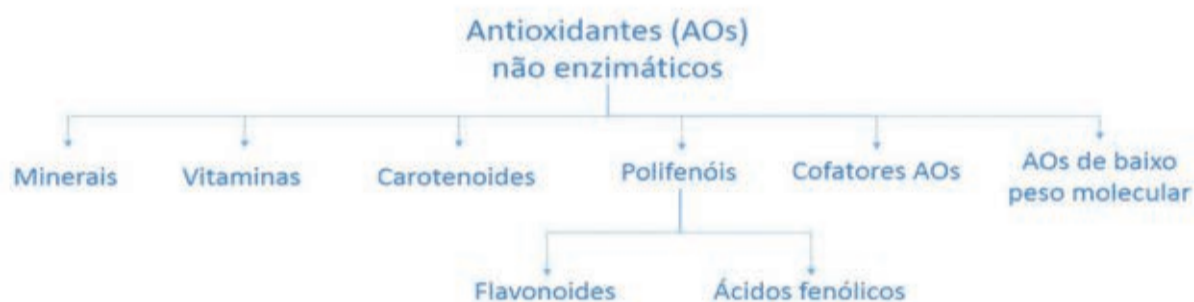 Antioxidantes (AOs)
não enzimáticos
Minerais
Vitaminas
Carotenoides
Polifenóis
Cofatores AOs
AOs de baixo
peso molecular
Flavonoides
Ácidos fenólicos